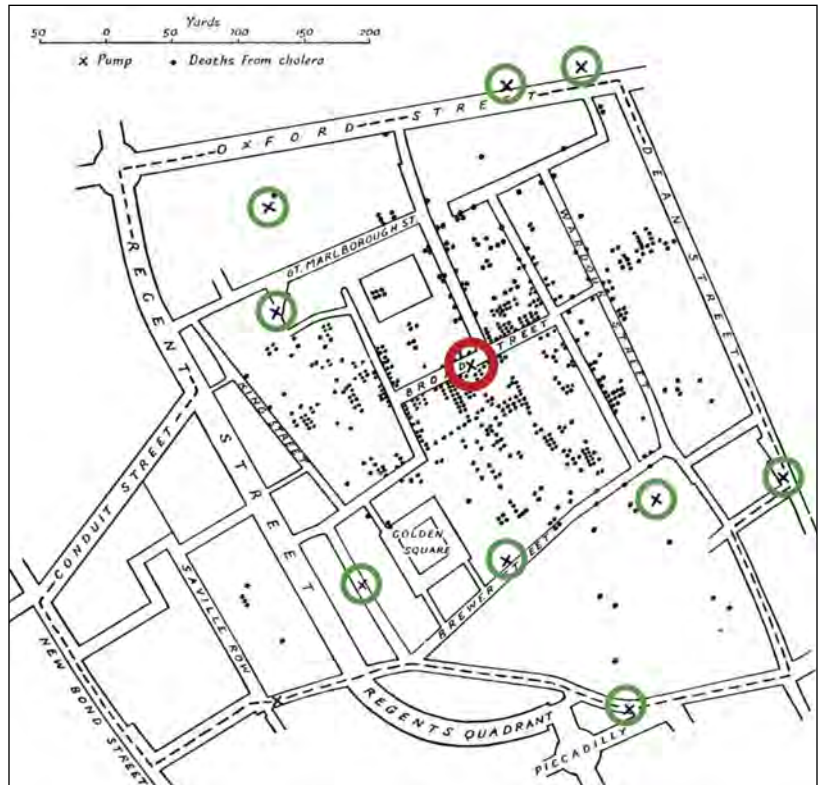 Yards
50 0 50 100 150 200
× Pump • Deaths from cholera
OXFORD STREET
DEAN STREET
REGENT STREET
GT. MARLBOROUGH ST.
WARDOUR STREET
BROAD STREET
KING STREET
CONDUIT STREET
GOLDEN
SQUARE
BREWER STREET
SAVILLE ROW
NEW BOND STREET
REGENTS QUADRANT
PICCADILLY